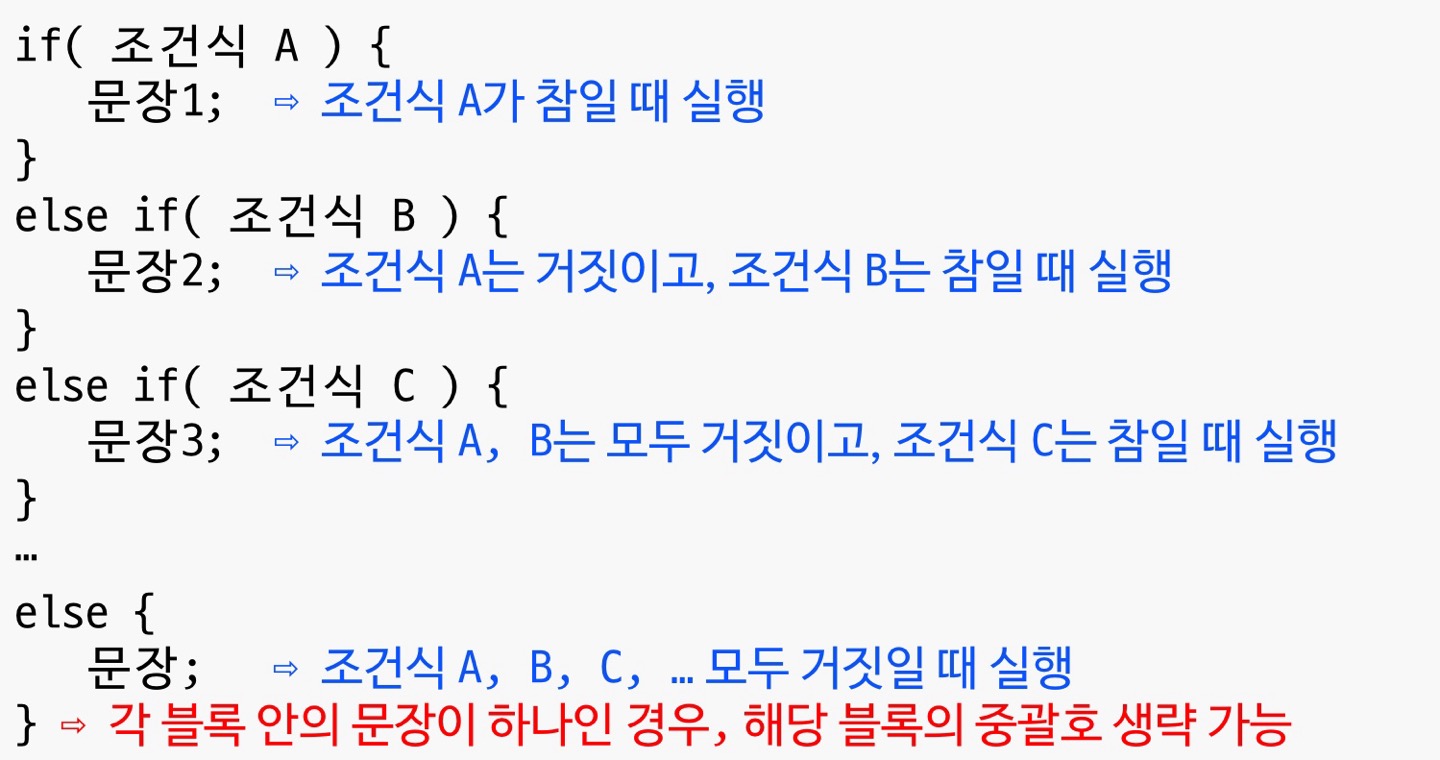 if( 조건식 A ) {
문장1; ⇨ 조건식 A가 참일 때 실행
}
else if( 조건식 B ) {
문장2; ⇨ 조건식 A는 거짓이고, 조건식 B는 참일 때 실행
}
else if( 조건식 C ) {
문장3; ⇨ 조건식 A, B는 모두 거짓이고, 조건식 C는 참일 때 실행
}
…
else {
문장; ⇨ 조건식 A, B, C, … 모두 거짓일 때 실행
} ⇨ 각 블록 안의 문장이 하나인 경우, 해당 블록의 중괄호 생략 가능